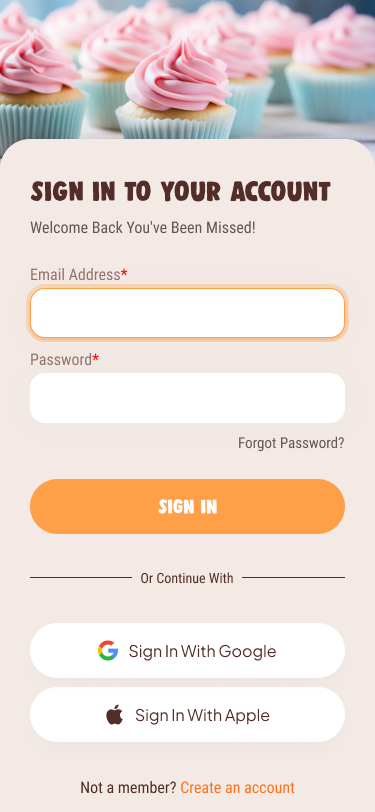 SIGN IN TO YOUR ACCOUNT
Welcome Back You've Been Missed!
Email Address*
Password*
Forgot Password?
SIGN IN
Or Continue With
Sign In With Google
Sign In With Apple
Not a member? Create an account